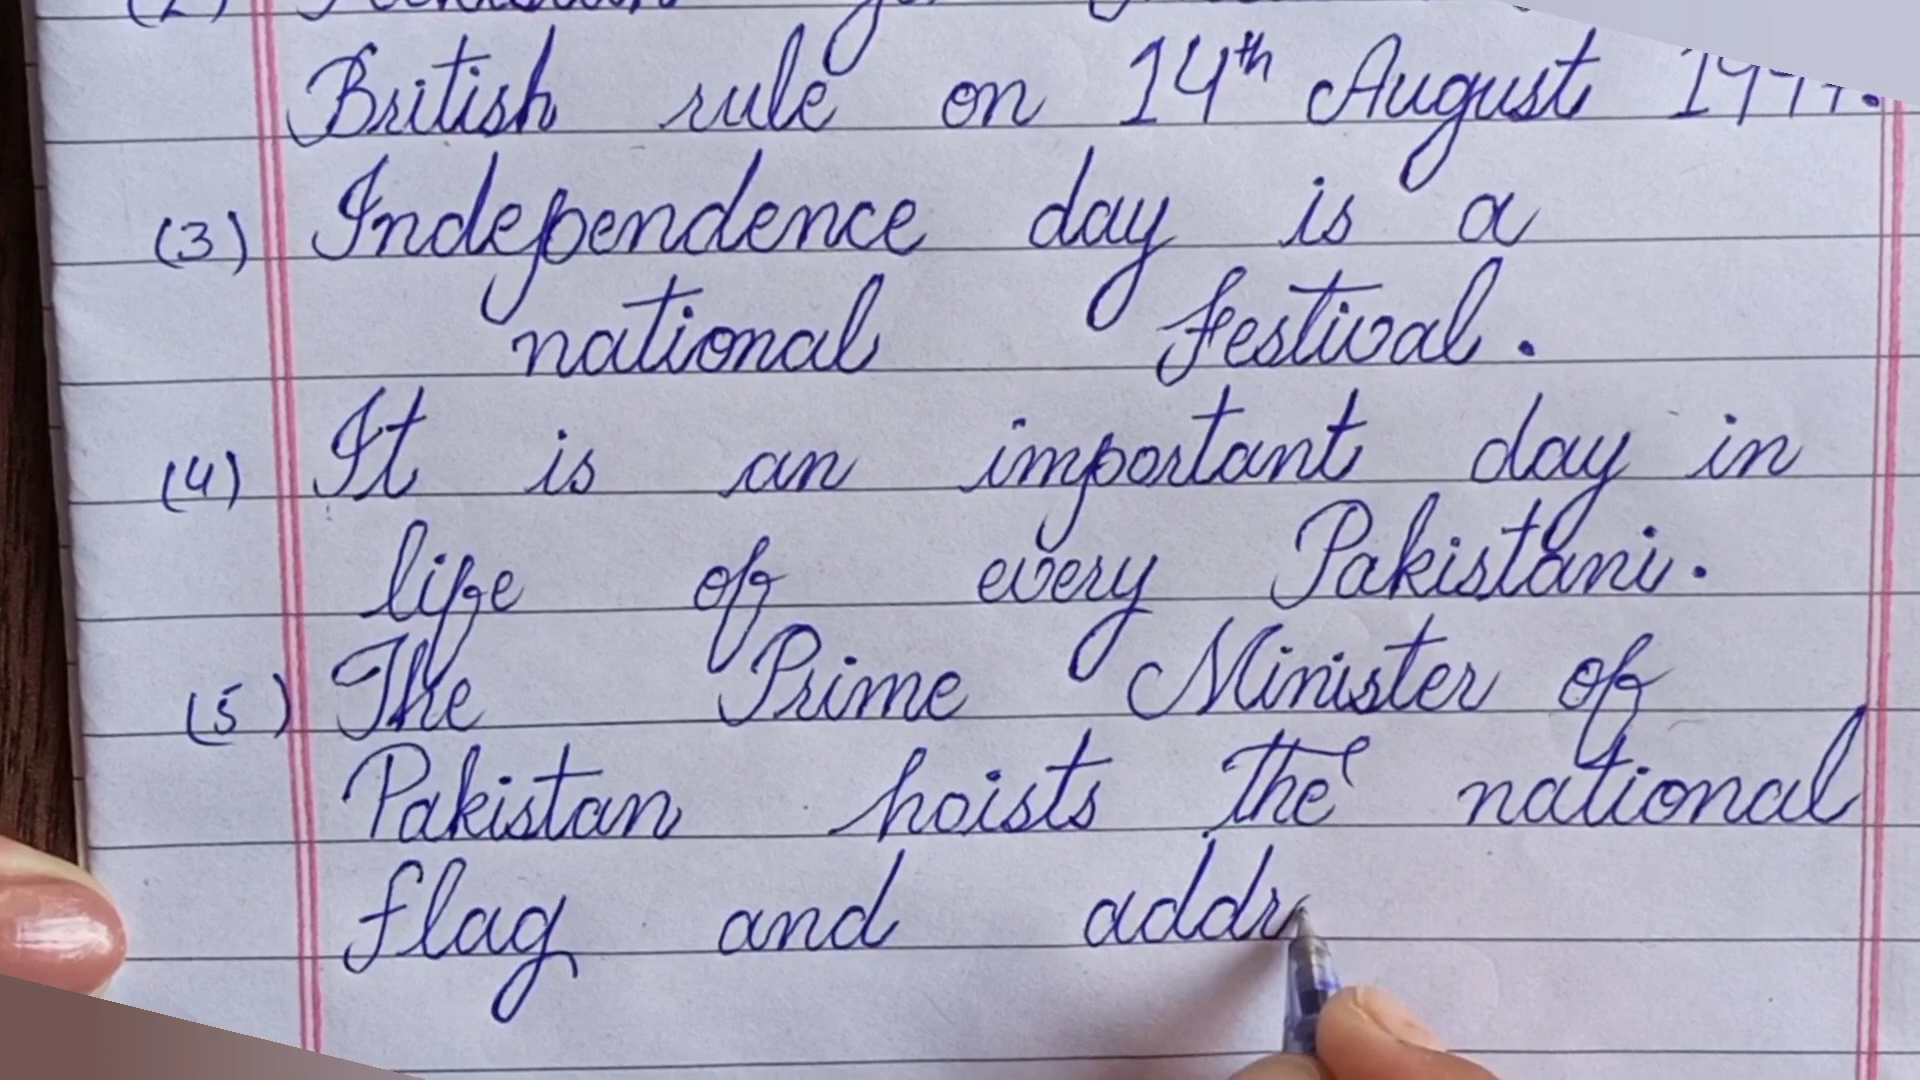 British rule on 14th August
(3) Independence day is a
national festival.
(4) It is an important day in
life of every Pakistani.
(5) The Prime Minister of
Pakistan hoists the national
flag and addr